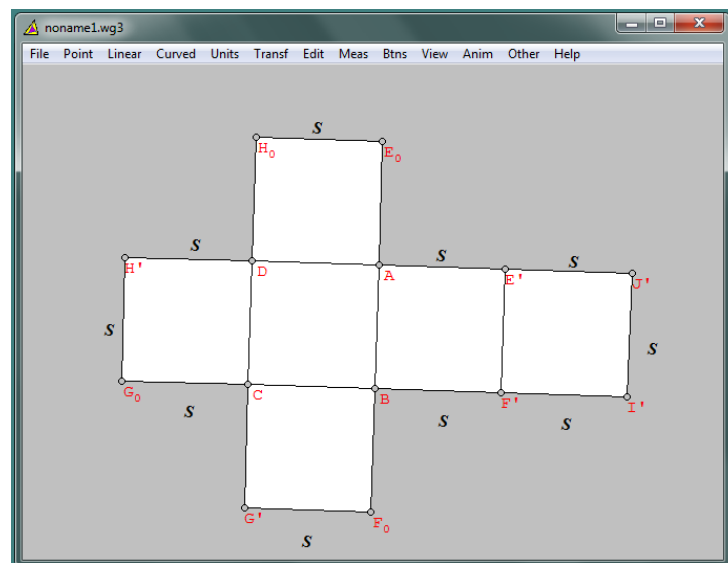 noname1.wg3
File Point Linear Curved Units Transf Edit Meas Btns View Anim Other Help
S
H₀ E₀
S S S
H' D A E' J'
S S
G₀ C B F' I'
S S S
G' F₀
S